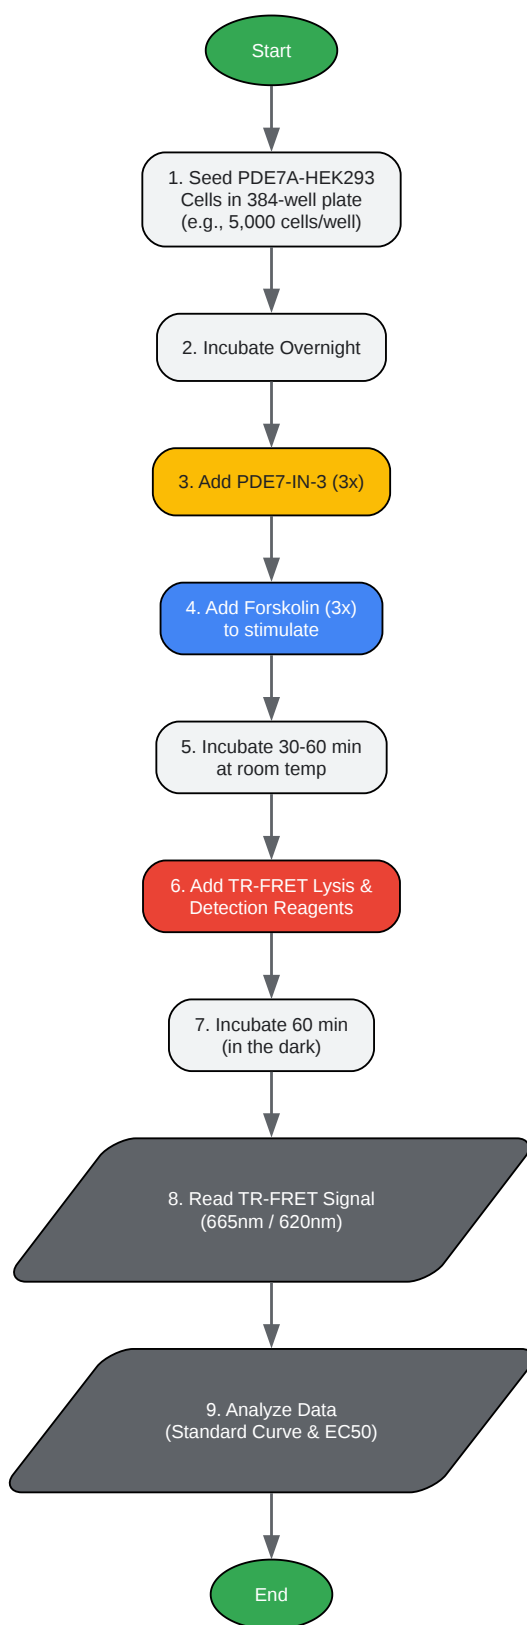 Start
1. Seed PDE7A-HEK293
Cells in 384-well plate
(e.g., 5,000 cells/well)
2. Incubate Overnight
3. Add PDE7-IN-3 (3x)
4. Add Forskolin (3x)
to stimulate
5. Incubate 30-60 min
at room temp
6. Add TR-FRET Lysis &
Detection Reagents
7. Incubate 60 min
(in the dark)
8. Read TR-FRET Signal
(665nm / 620nm)
9. Analyze Data
(Standard Curve & EC50)
End